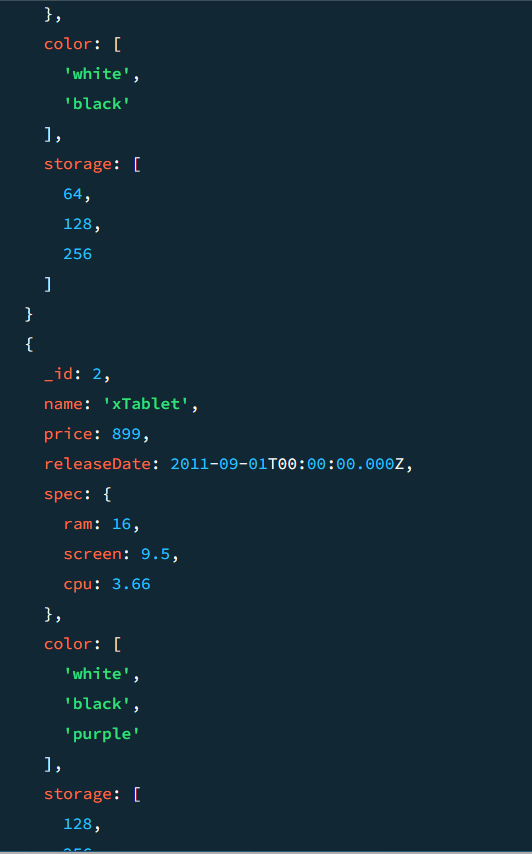 },
color: [
'white',
'black'
],
storage: [
64,
128,
256
]
}
{
_id: 2,
name: 'xTablet',
price: 899,
releaseDate: 2011-09-01T00:00:00.000Z,
spec: {
ram: 16,
screen: 9.5,
cpu: 3.66
},
color: [
'white',
'black',
'purple'
],
storage: [
128,